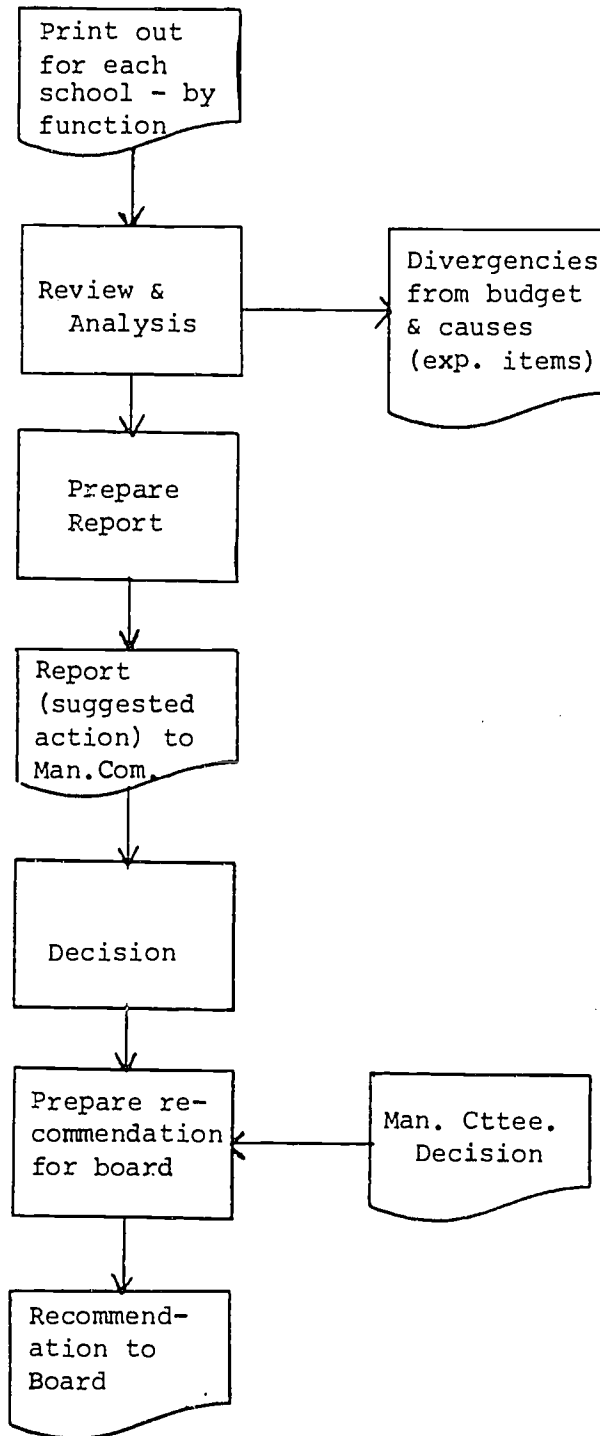 Print out
for each
school - by
function
Review &
Analysis
Divergencies
from budget
& causes
(exp. items)
Prepare
Report
Report
(suggested
action) to
Man.Com.
Decision
Prepare re-
commendation
for board
Man. Cttee.
Decision
Recommend-
ation to
Board